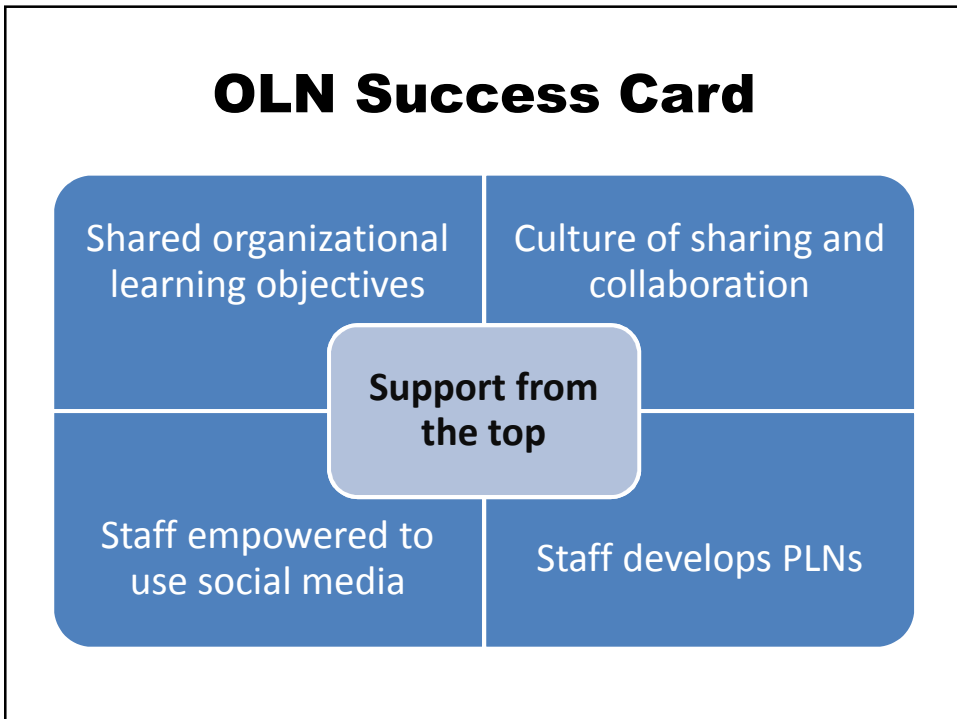 OLN Success Card
Shared organizational
learning objectives
Culture of sharing and
collaboration
Support from
the top
Staff empowered to
use social media
Staff develops PLNs